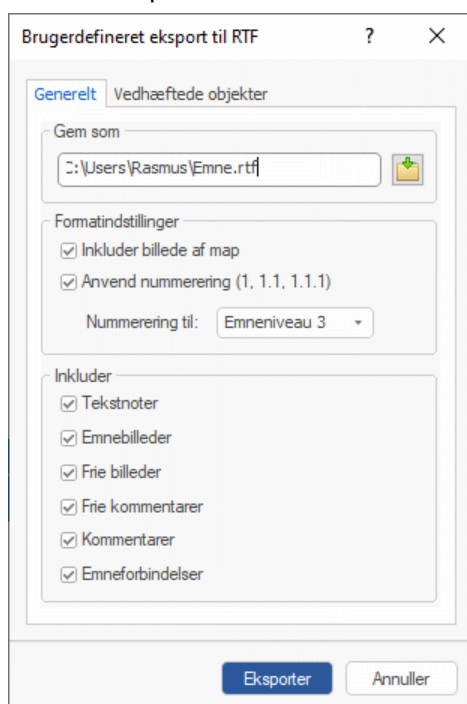 Brugerdefineret eksport til RTF ? ×
Generelt Vedhæftede objekter
Gem som
C:\Users\Rasmus\Emne.rtf
Formatindstillinger
Inkluder billede af map
Anvend nummerering (1, 1.1, 1.1.1)
Nummerering til: Emneniveau 3
Inkluder
Tekstnoter
Emnebilleder
Frie billeder
Frie kommentarer
Kommentarer
Emneforbindelser
Eksporter Annuller